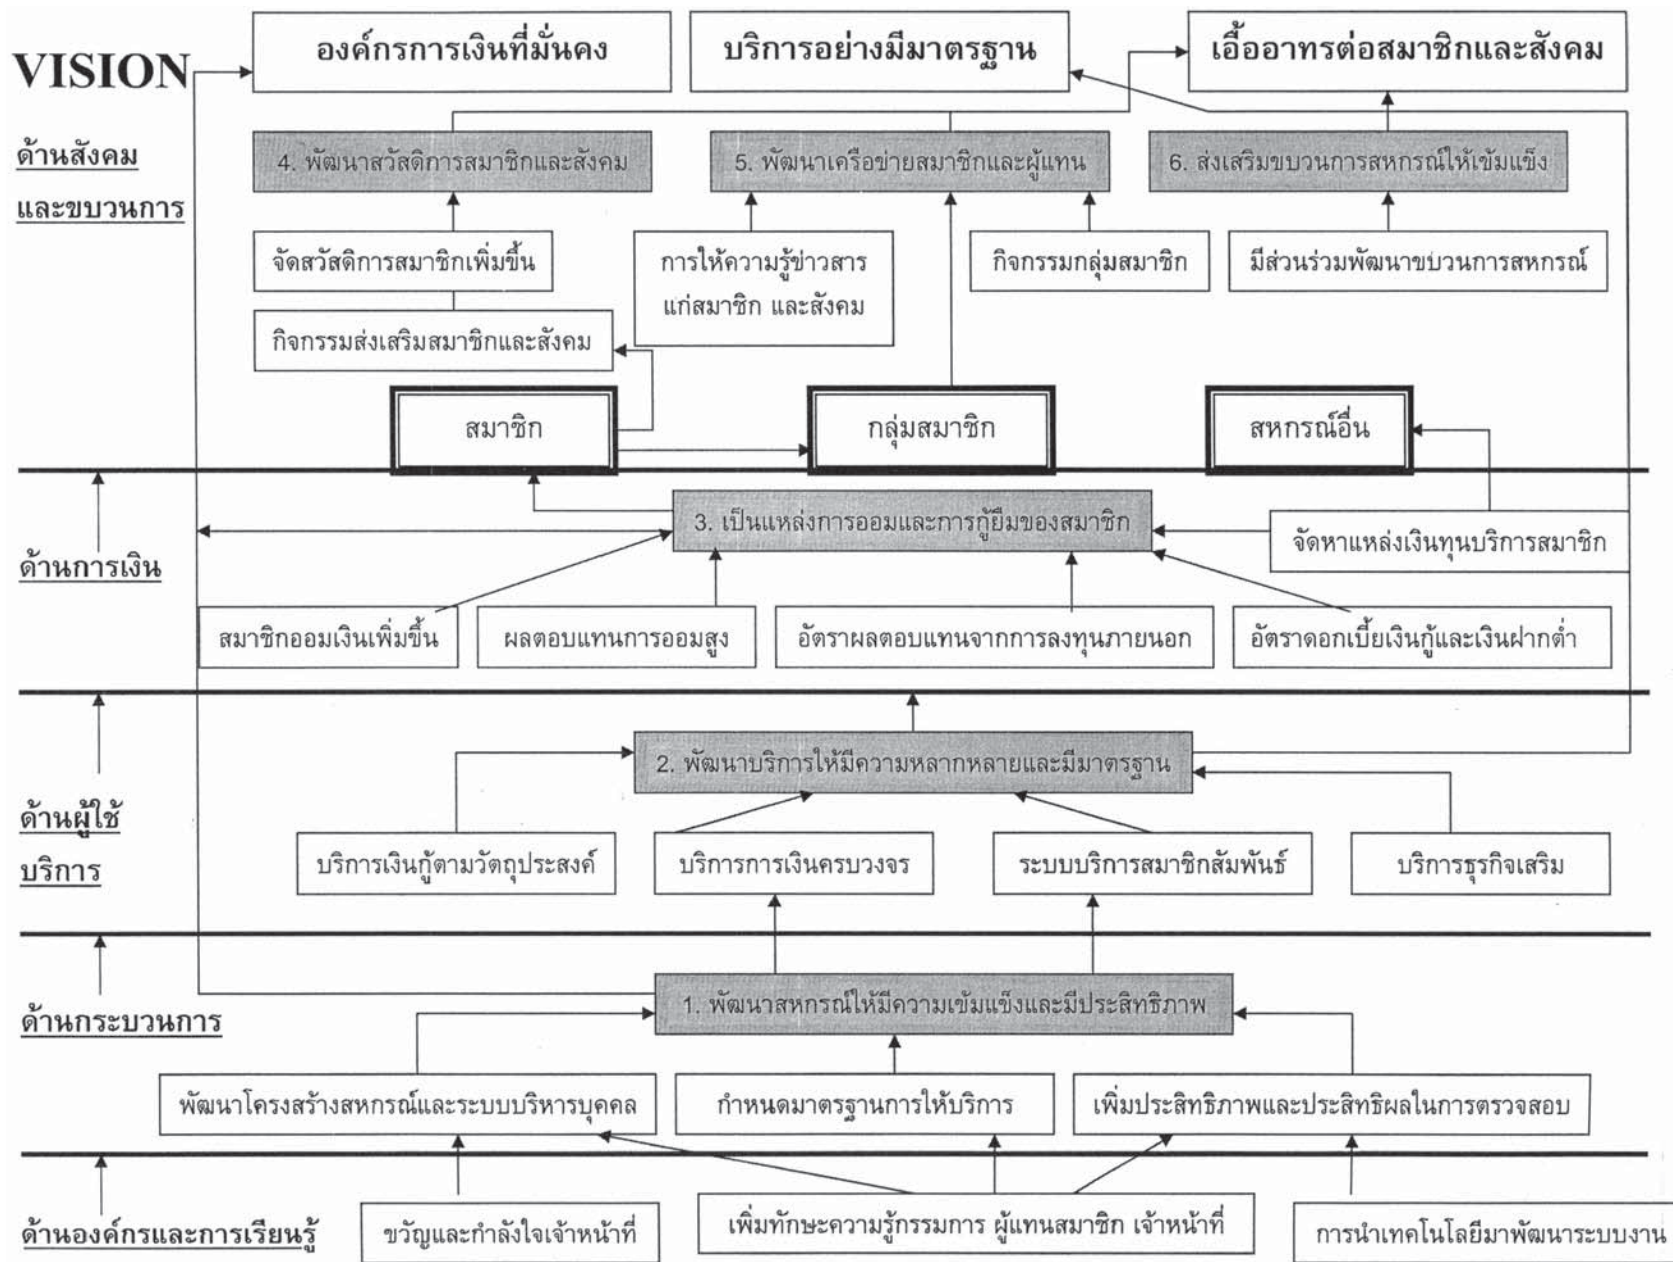 VISION
องค์กรการเงินที่มั่นคง
บริการอย่างมีมาตรฐาน
เอื้ออาทรต่อสมาชิกและสังคม
ด้านสังคม
และขบวนการ
4. พัฒนาสวัสดิการสมาชิกและสังคม
5. พัฒนาเครือข่ายสมาชิกและผู้แทน
6. ส่งเสริมขบวนการสหกรณ์ให้เข้มแข็ง
จัดสวัสดิการสมาชิกเพิ่มขึ้น
การให้ความรู้ข่าวสาร
แก่สมาชิก และสังคม
กิจกรรมกลุ่มสมาชิก
มีส่วนร่วมพัฒนาขบวนการสหกรณ์
กิจกรรมส่งเสริมสมาชิกและสังคม
สมาชิก
กลุ่มสมาชิก
สหกรณ์อื่น
ด้านการเงิน
3. เป็นแหล่งการออมและการกู้ยืมของสมาชิก
จัดหาแหล่งเงินทุนบริการสมาชิก
สมาชิกออมเงินเพิ่มขึ้น
ผลตอบแทนการออมสูง
อัตราผลตอบแทนจากการลงทุนภายนอก
อัตราดอกเบี้ยเงินกู้และเงินฝากต่ำ
ด้านผู้ใช้
บริการ
2. พัฒนาบริการให้มีความหลากหลายและมีมาตรฐาน
บริการเงินกู้ตามวัตถุประสงค์
บริการการเงินครบวงจร
ระบบบริการสมาชิกสัมพันธ์
บริการธุรกิจเสริม
ด้านกระบวนการ
1. พัฒนาสหกรณ์ให้มีความเข้มแข็งและมีประสิทธิภาพ
พัฒนาโครงสร้างสหกรณ์และระบบบริหารบุคคล
กำหนดมาตรฐานการให้บริการ
เพิ่มประสิทธิภาพและประสิทธิผลในการตรวจสอบ
ด้านองค์กรและการเรียนรู้
ขวัญและกำลังใจเจ้าหน้าที่
เพิ่มทักษะความรู้กรรมการ ผู้แทนสมาชิก เจ้าหน้าที่
การนำเทคโนโลยีมาพัฒนาระบบงาน